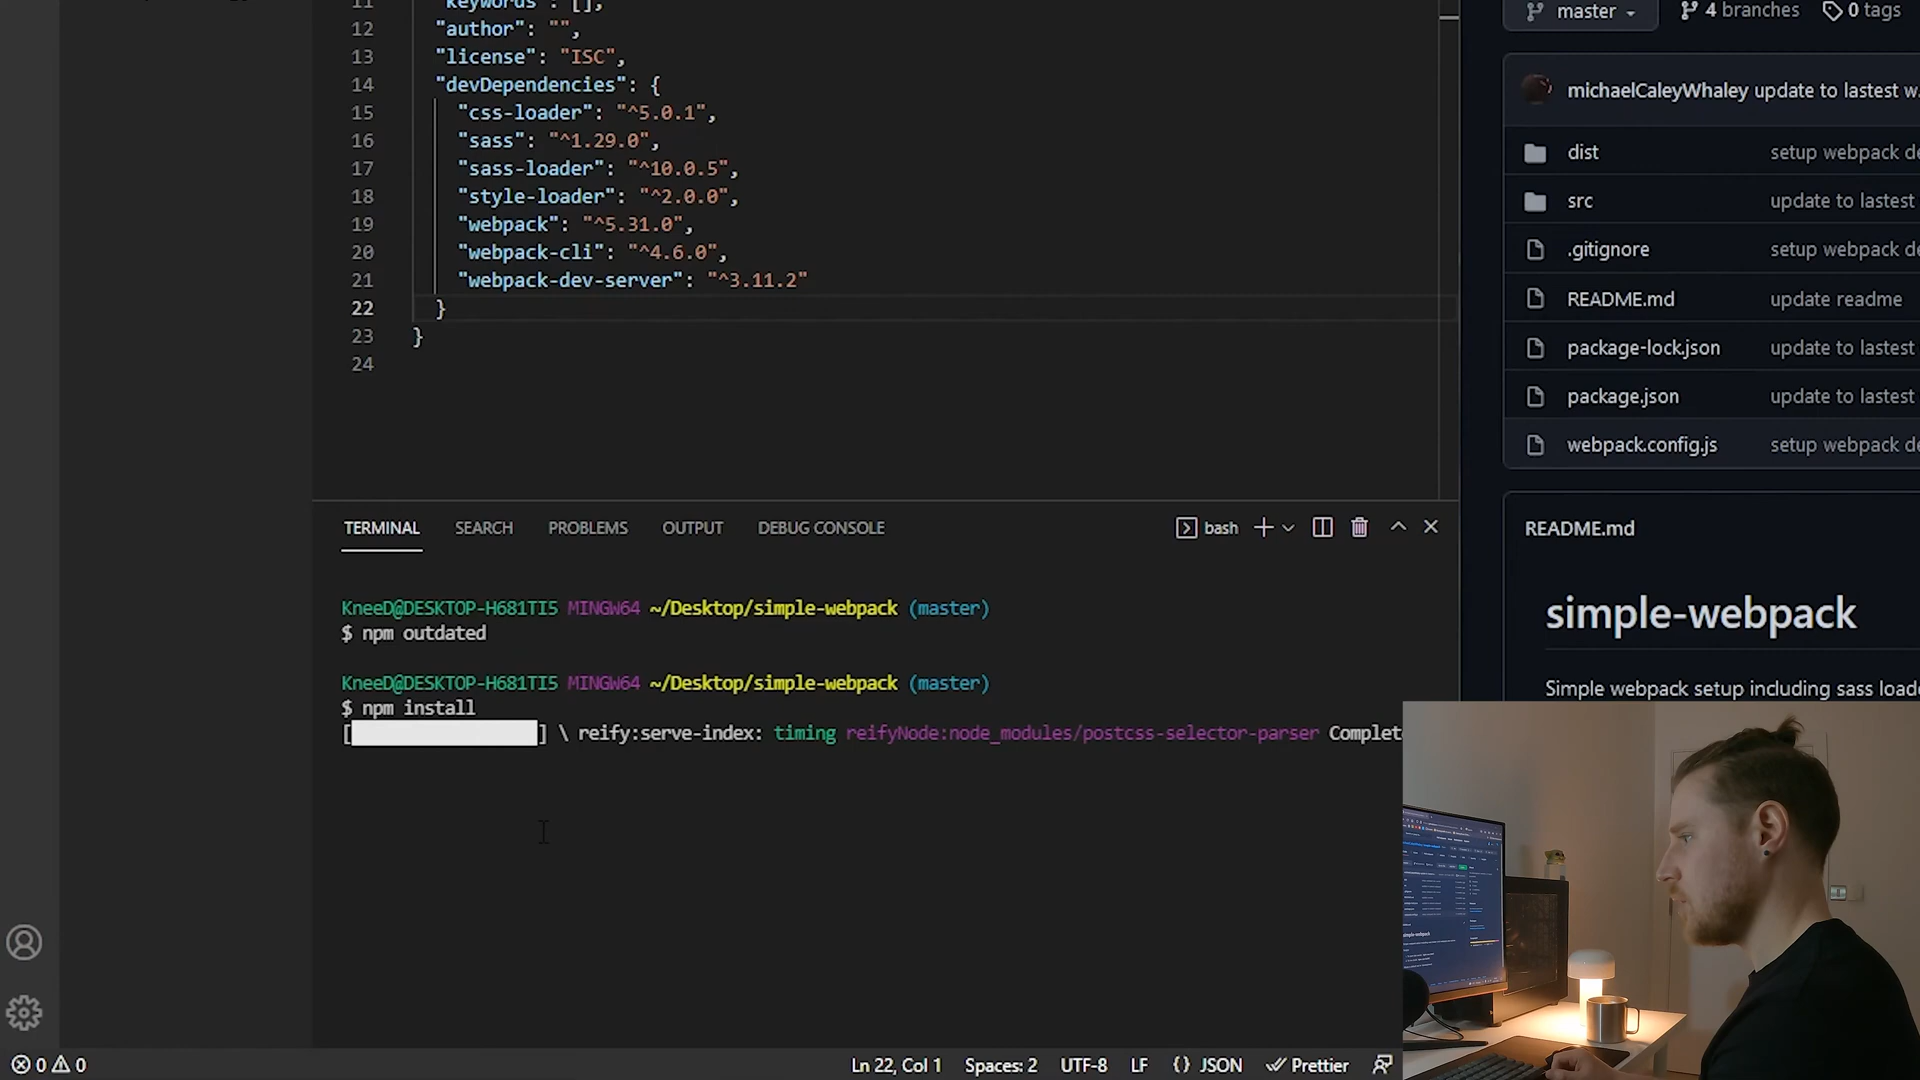 11 "keywords": [],
12 "author": "",
13 "license": "ISC",
14 "devDependencies": {
15 "css-loader": "^5.0.1",
16 "sass": "^1.29.0",
17 "sass-loader": "^10.0.5",
18 "style-loader": "^2.0.0",
19 "webpack": "^5.31.0",
20 "webpack-cli": "^4.6.0",
21 "webpack-dev-server": "^3.11.2"
22 }
23 }
24
TERMINAL SEARCH PROBLEMS OUTPUT DEBUG CONSOLE bash
KneeD@DESKTOP-H681TI5 MINGW64 ~/Desktop/simple-webpack (master)
$ npm outdated
KneeD@DESKTOP-H681TI5 MINGW64 ~/Desktop/simple-webpack (master)
$ npm install
[ ] \ reify:serve-index: timing reifyNode:node_modules/postcss-selector-parser Complet
0 0 Ln 22, Col 1 Spaces: 2 UTF-8 LF {} JSON Prettier
master 4 branches 0 tags
michaelCaleyWhaley update to lastest w
dist setup webpack de
src update to lastest
.gitignore setup webpack de
README.md update readme
package-lock.json update to lastest
package.json update to lastest
webpack.config.js setup webpack de
README.md
simple-webpack
Simple webpack setup including sass loade